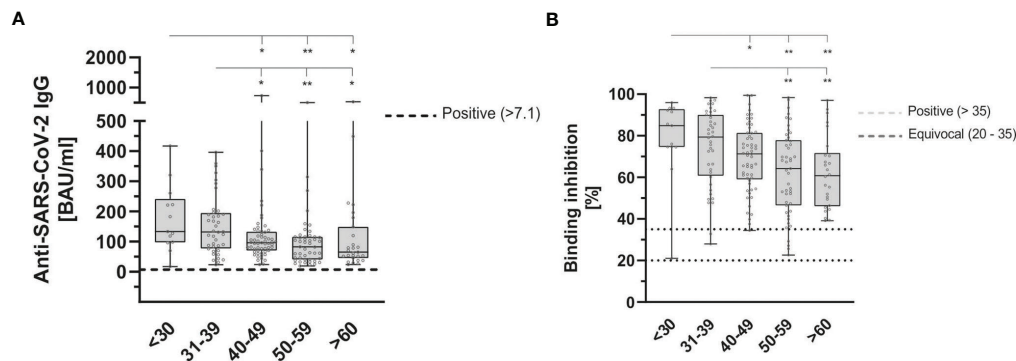 A
* ** *
* ** *
Anti-SARS-CoV-2 IgG
[BAU/ml]
2000
1500
1000
500
400
300
200
100
0
Positive (>7.1)
<30 31-39 40-49 50-59 >60
B
* ** **
** **
Binding inhibition
[%]
100
80
60
40
20
0
Positive (> 35)
Equivocal (20 - 35)
<30 31-39 40-49 50-59 >60